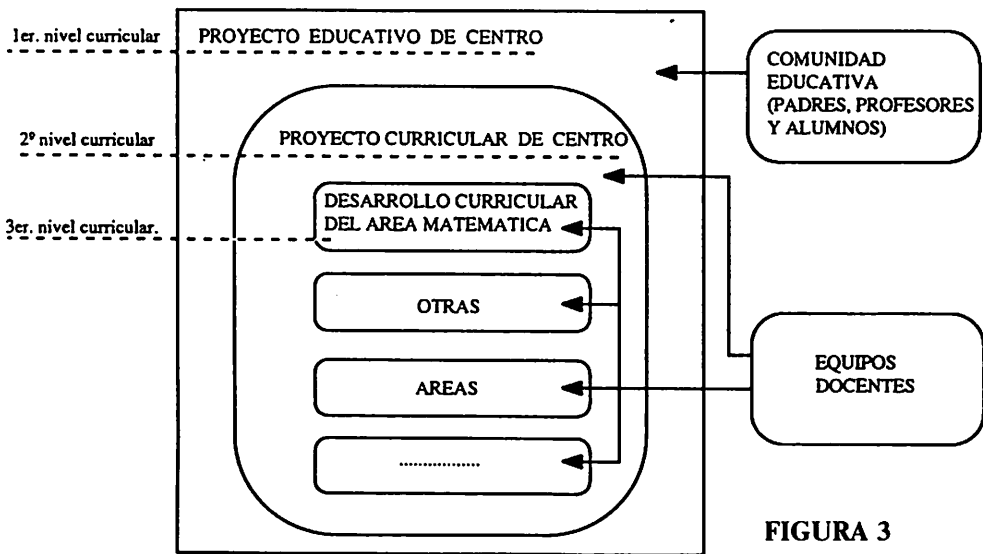 1er. nivel curricular
PROYECTO EDUCATIVO DE CENTRO
COMUNIDAD
EDUCATIVA
(PADRES, PROFESORES
Y ALUMNOS)
2º nivel curricular
PROYECTO CURRICULAR DE CENTRO
DESARROLLO CURRICULAR
DEL AREA MATEMATICA
3er. nivel curricular.
OTRAS
AREAS
EQUIPOS
DOCENTES
.................
FIGURA 3